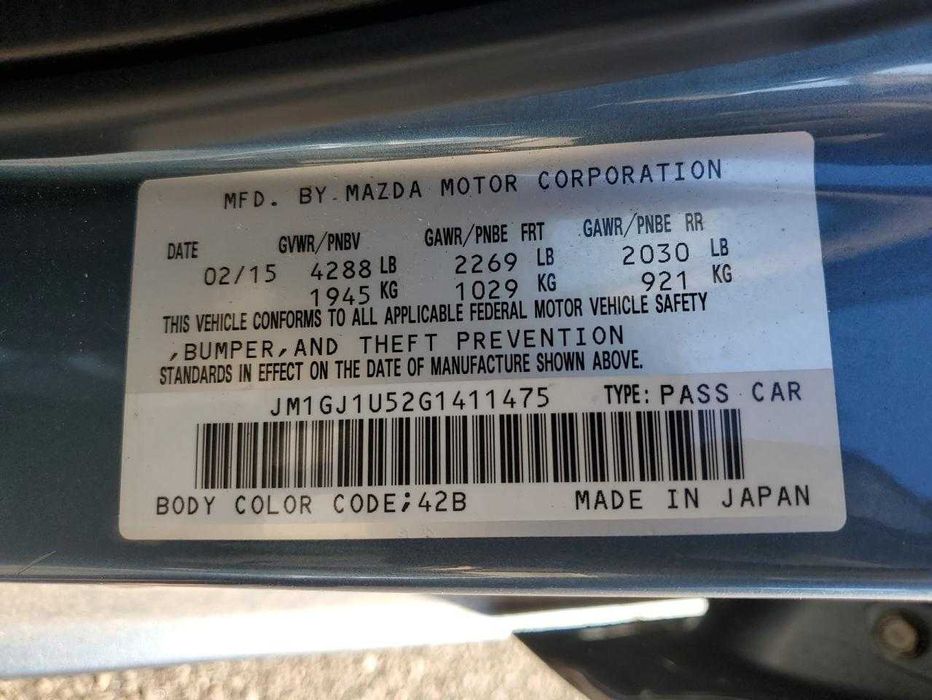 MFD. BY MAZDA MOTOR CORPORATION
DATE GVWR/PNBV GAWR/PNBE FRT GAWR/PNBE RR
02/15 4288 LB 2269 LB 2030 LB
1945 KG 1029 KG 921 KG
THIS VEHICLE CONFORMS TO ALL APPLICABLE FEDERAL MOTOR VEHICLE SAFETY
,BUMPER,AND THEFT PREVENTION
STANDARDS IN EFFECT ON THE DATE OF MANUFACTURE SHOWN ABOVE.
JM1GJ1U52G1411475 TYPE: PASS CAR
BODY COLOR CODE;42B MADE IN JAPAN